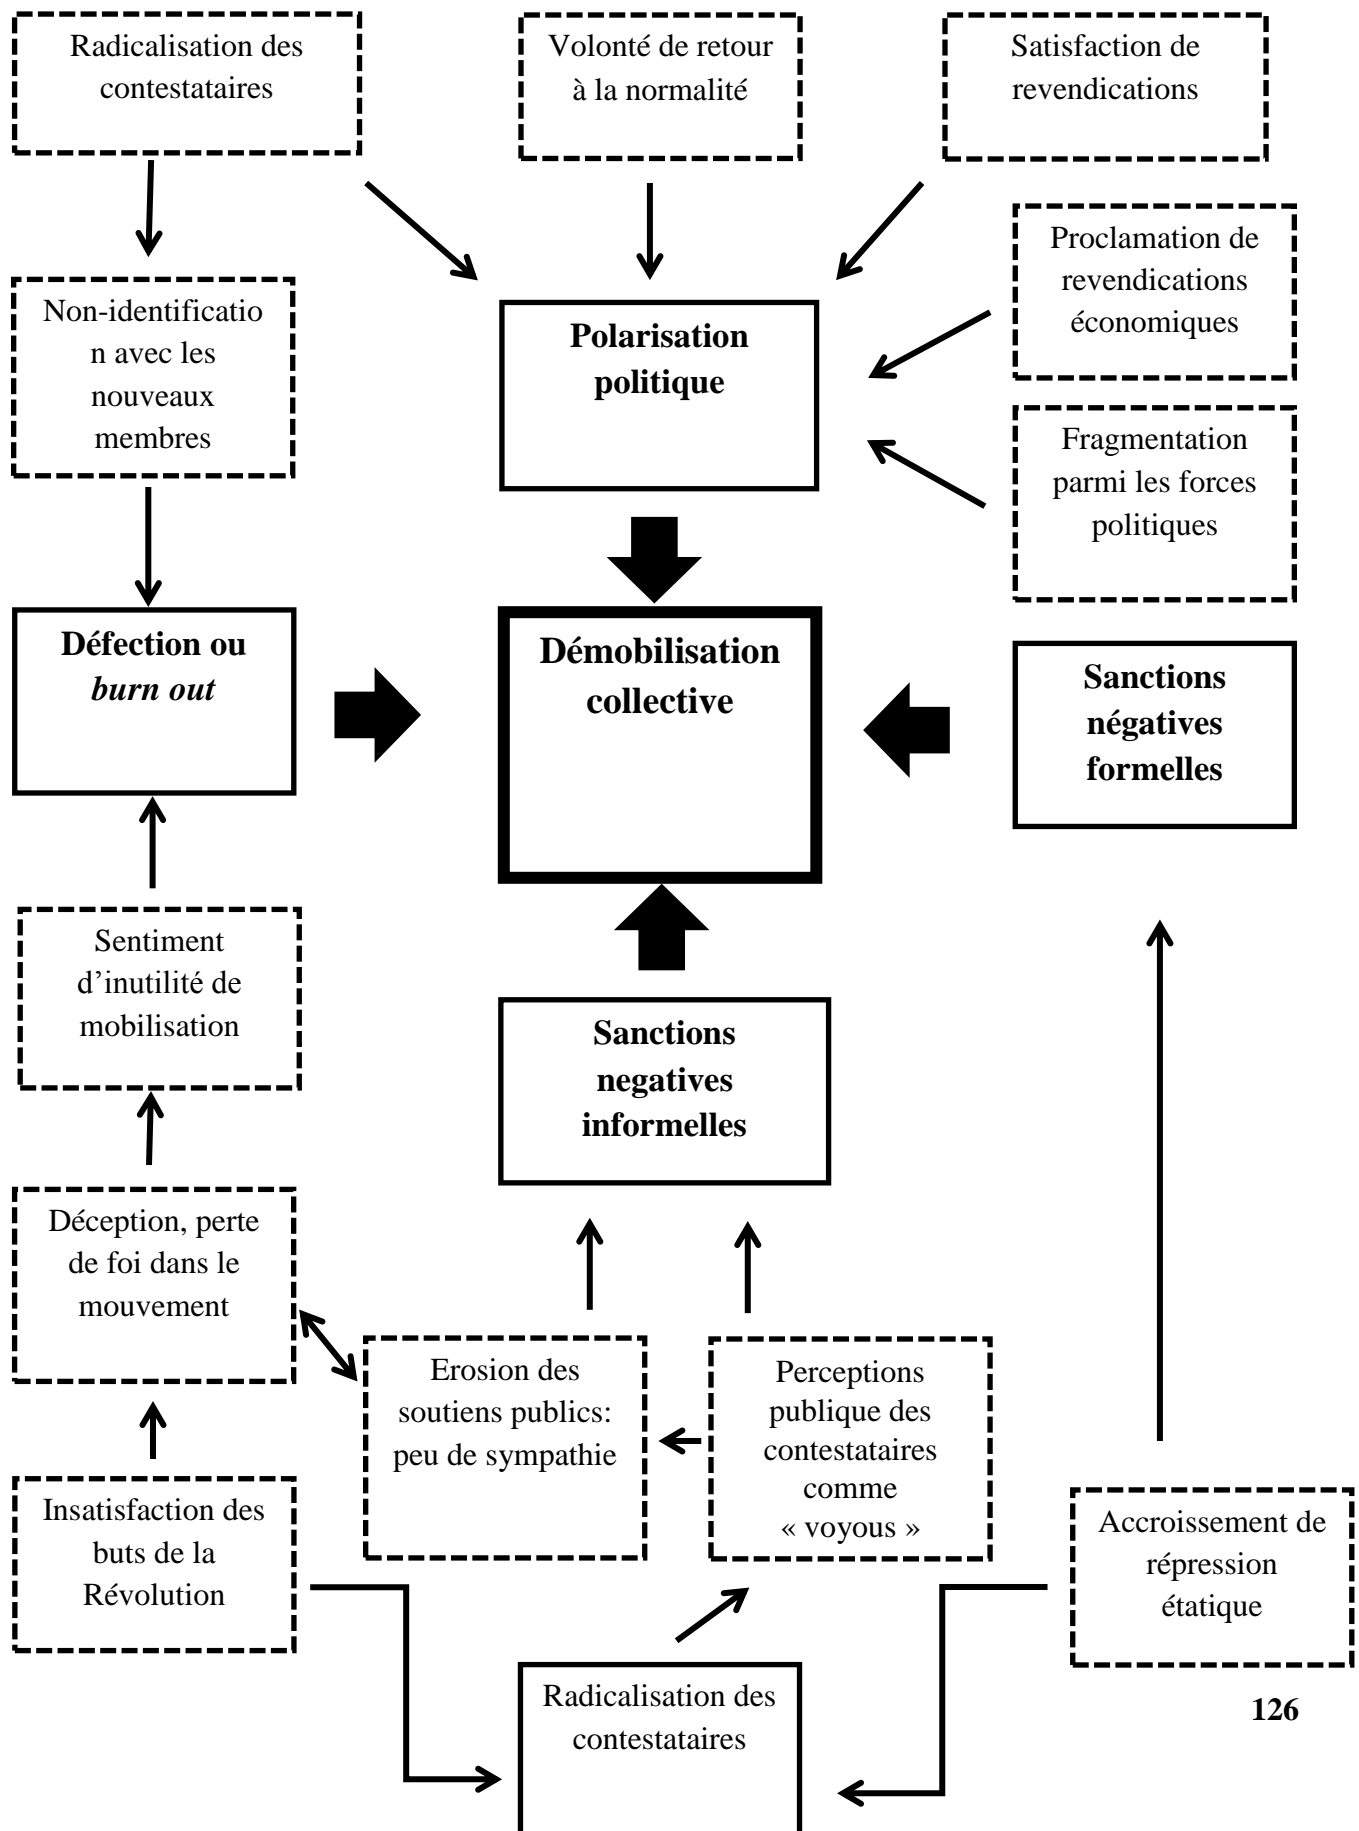 Radicalisation des
contestataires
Volonté de retour
à la normalité
Satisfaction de
revendications
Proclamation de
revendications
économiques
Non-identificatio
n avec les
nouveaux
membres
Polarisation
politique
Fragmentation
parmi les forces
politiques
Défection ou
burn out
Démobilisation
collective
Sanctions
négatives
formelles
Sentiment
d’inutilité de
mobilisation
Sanctions
negatives
informelles
Déception, perte
de foi dans le
mouvement
Erosion des
soutiens publics:
peu de sympathie
Perceptions
publique des
contestataires
comme
« voyous »
Insatisfaction des
buts de la
Révolution
Accroissement de
répression
étatique
Radicalisation des
contestataires
126